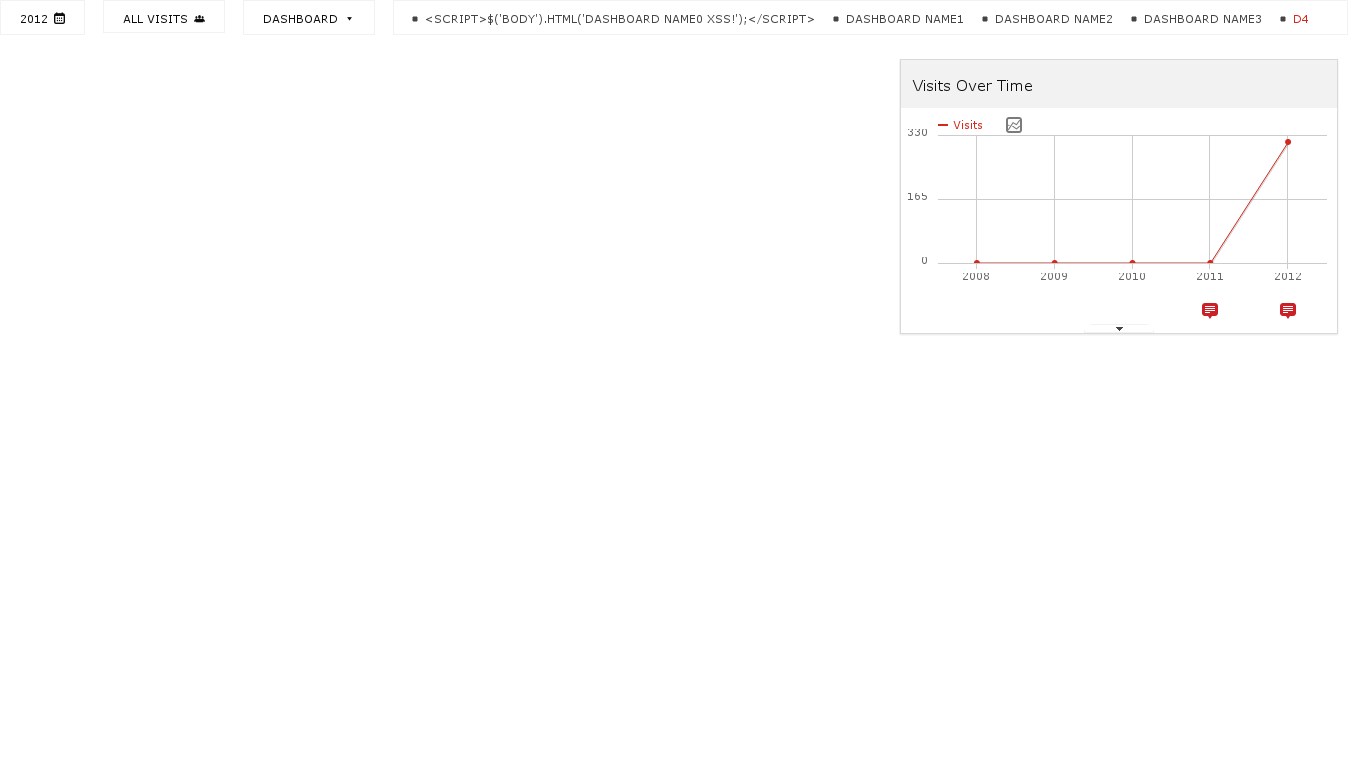 2012
ALL VISITS
DASHBOARD
<SCRIPT>$('BODY').HTML('DASHBOARD NAME0 XSS!');</SCRIPT>
DASHBOARD NAME1
DASHBOARD NAME2
DASHBOARD NAME3
D4
Visits Over Time
Visits
330
165
0
2008 2009 2010 2011 2012